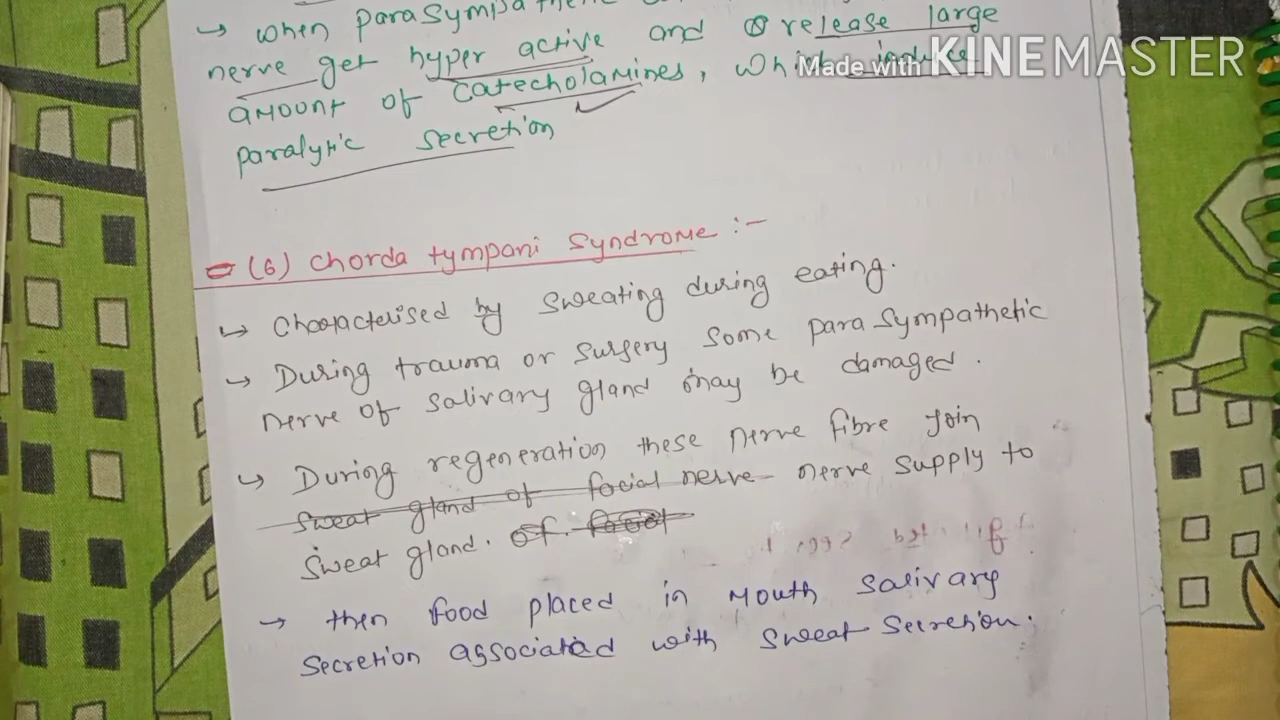 → when parasympathe
nerve get hyper active and release large
amount of catecholamines, which
paralytic secretion
Made with KINEMASTER
(6) Chorda tympani Syndrome :-
→ Characterised by sweating during eating.
→ During trauma or surgery some parasympathetic
nerve of salivary gland may be damaged.
→ During regeneration these nerve fibre join
sweat gland of facial nerve nerve supply to
sweat gland. of facial
→ then food placed in mouth salivary
secretion associated with sweat secretion.